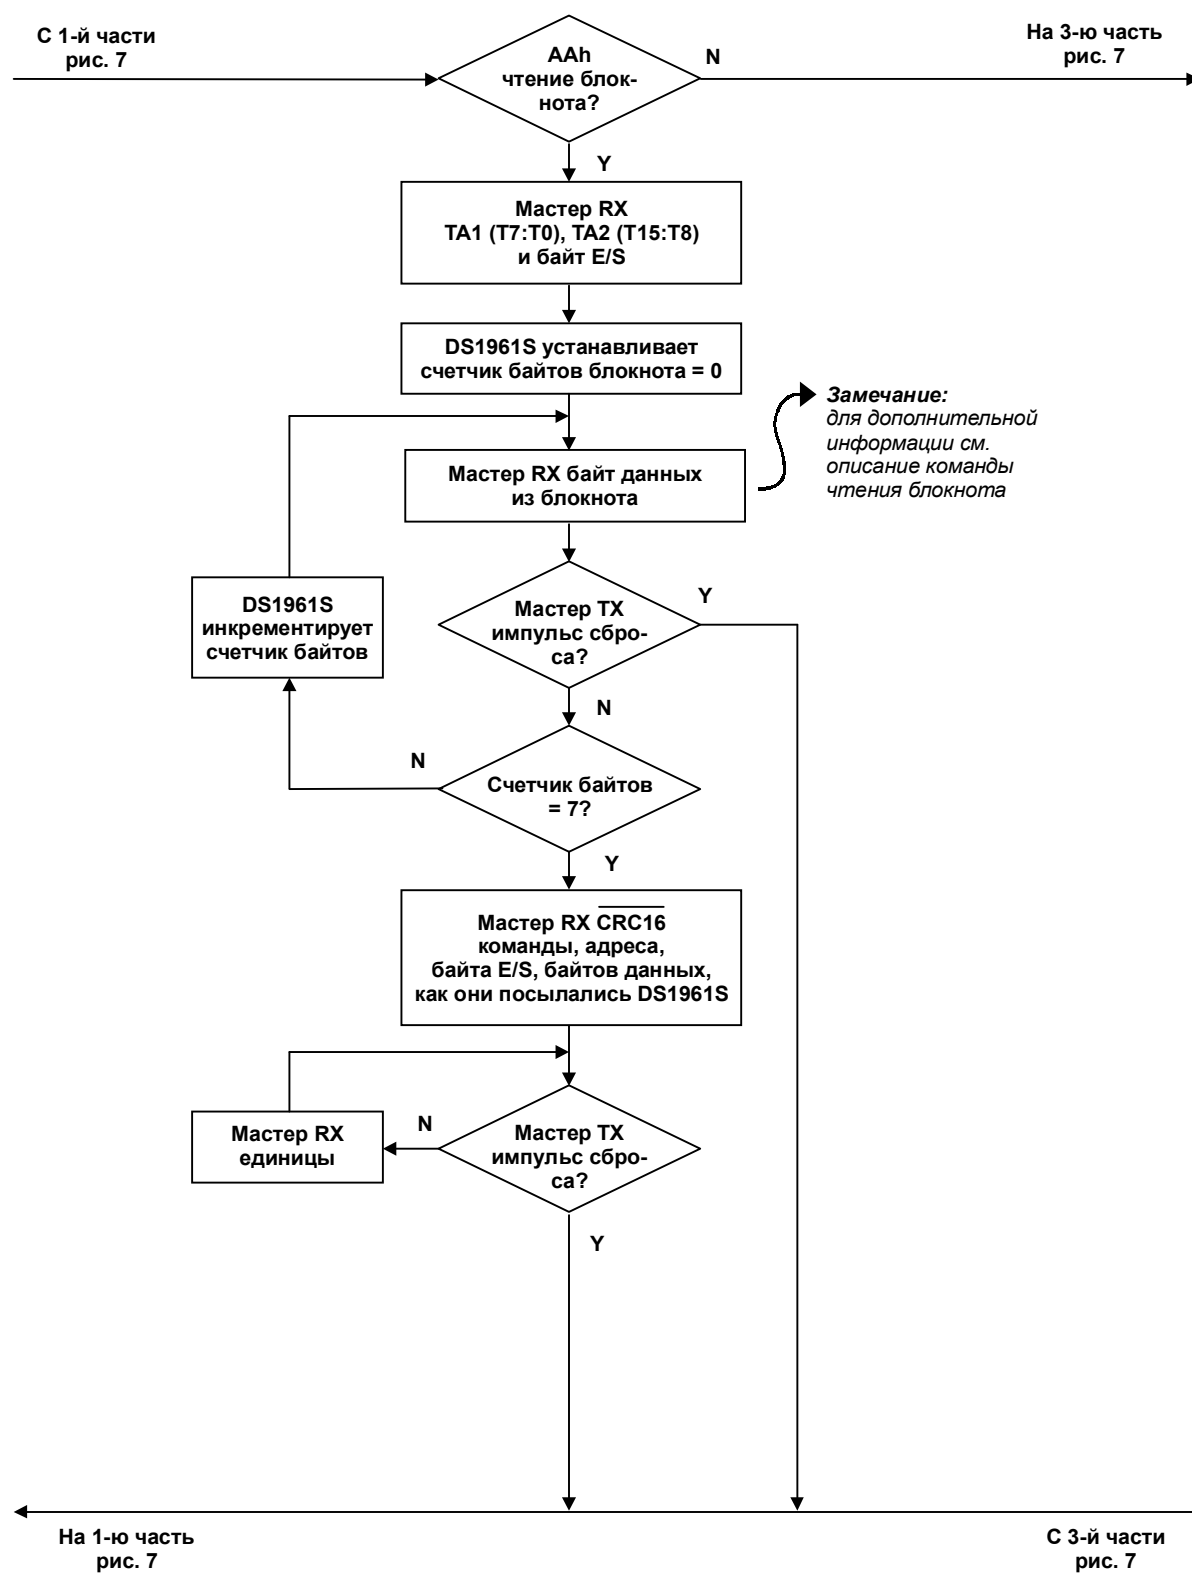 С 1-й части
рис. 7
AAh
чтение блок-
нота?
N
На 3-ю часть
рис. 7
Y
Мастер RX
TA1 (T7:T0), TA2 (T15:T8)
и байт E/S
DS1961S устанавливает
счетчик байтов блокнота = 0
Замечание:
для дополнительной
информации см.
описание команды
чтения блокнота
Мастер RX байт данных
из блокнота
DS1961S
инкрементирует
счетчик байтов
Мастер TX
импульс сбро-
са?
Y
N
N
Счетчик байтов
= 7?
Y
Мастер RX CRC16
команды, адреса,
байта E/S, байтов данных,
как они посылались DS1961S
Мастер RX
единицы
N
Мастер TX
импульс сбро-
са?
Y
На 1-ю часть
рис. 7
С 3-й части
рис. 7